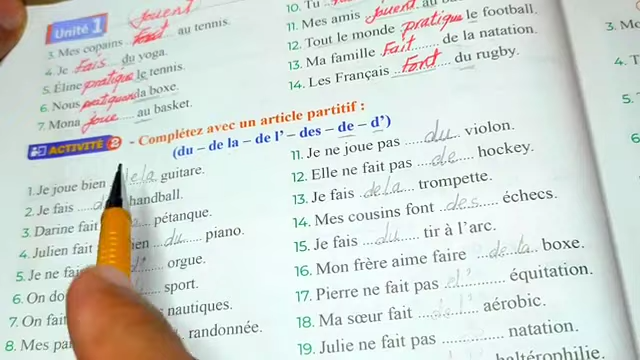 Unité 1
jouent
3. Mes copains font au tennis.
4. Je fais du yoga.
5. Éline pratique le tennis.
6. Nous pratiquons la boxe.
7. Mona joue au basket.
10. Tu
11. Mes amis jouent au
12. Tout le monde pratique le football.
13. Ma famille fait de la natation.
14. Les Français font du rugby.
ACTIVITÉ 2 - Complétez avec un article partitif :
(du – de la – de l' – des – de – d')
1. Je joue bien de la guitare.
2. Je fais handball.
3. Darine fait pétanque.
4. Julien fait bien du piano.
5. Je ne d' orgue.
6. On sport.
7. On nautiques.
8. Mes randonnée.
11. Je ne joue pas du violon.
12. Elle ne fait pas de hockey.
13. Je fais de la trompette.
14. Mes cousins font des échecs.
15. Je fais du tir à l'arc.
16. Mon frère aime faire de la boxe.
17. Pierre ne fait pas d' équitation.
18. Ma sœur fait de l' aérobic.
19. Julie ne fait pas natation.
haltérophilie.
3. M
4. T
5.